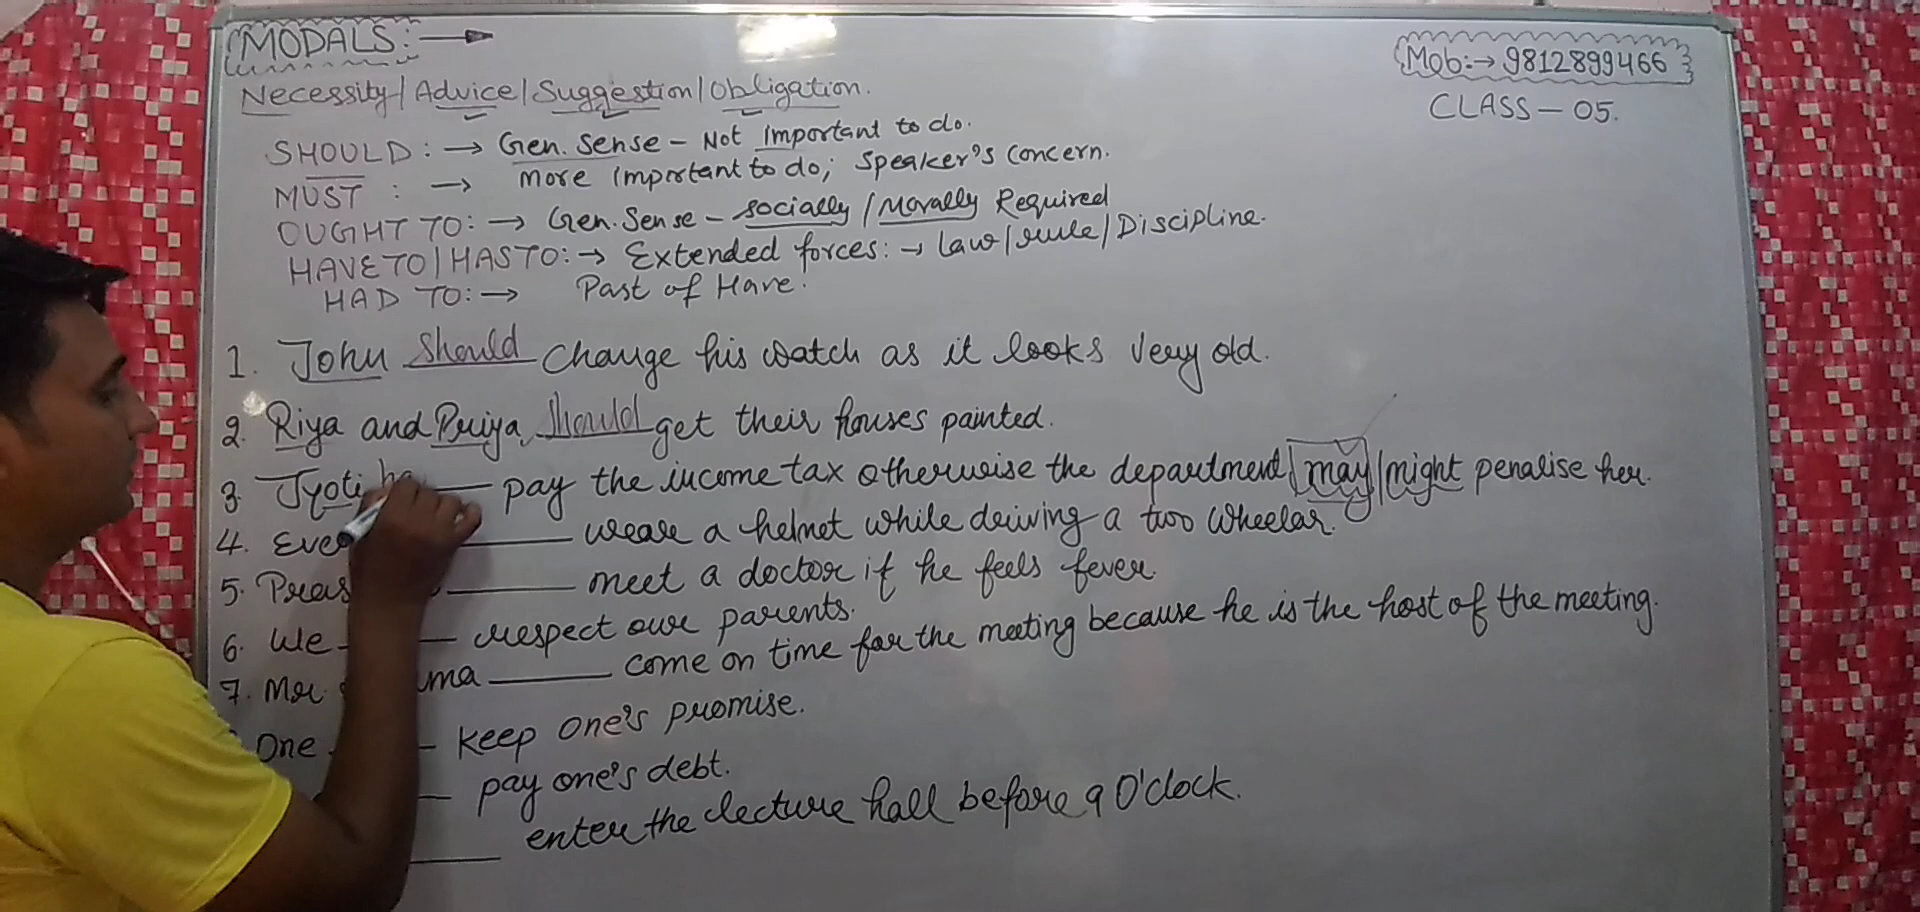 MODALS:→
Mob:→ 9812899466
CLASS – 05.
Necessity/Advice/Suggestion/Obligation.
SHOULD: → Gen. Sense – Not Important to do.
MUST : → More Important to do; Speaker's Concern.
OUGHT TO: → Gen. Sense – Socially/Morally Required
HAVE TO/HAS TO: → Extended forces: → Law/rule/Discipline.
HAD TO: → Past of Have.
1. John Should Change his watch as it looks very old.
2. Riya and Priya should get their houses painted.
3. Jyoti ha pay the income tax otherwise the department may/might penalise her.
4. Eve wear a helmet while driving a two wheelar.
5. meet a doctor if he feels fever.
6. We respect our parents.
7. Mr ma come on time for the meeting because he is the host of the meeting.
One keep one's promise.
pay one's debt.
enter the lecture hall before 9 O'clock.